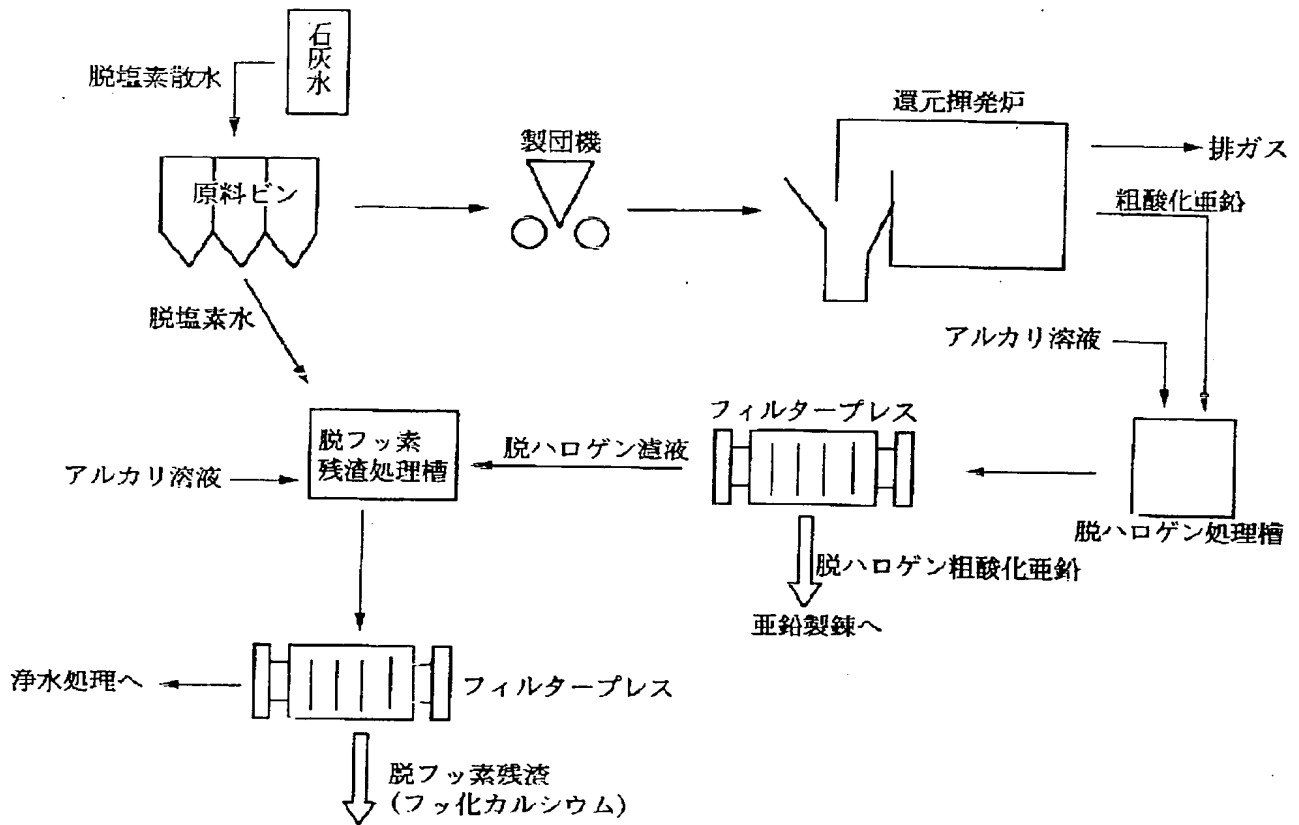 石灰水
脱塩素散水
原料ビン
製団機
還元揮発炉
排ガス
粗酸化亜鉛
脱塩素水
アルカリ溶液
フィルタープレス
脱フッ素
残渣処理槽
脱ハロゲン濾液
アルカリ溶液
脱ハロゲン処理槽
脱ハロゲン粗酸化亜鉛
亜鉛製錬へ
浄水処理へ
フィルタープレス
脱フッ素残渣
(フッ化カルシウム)